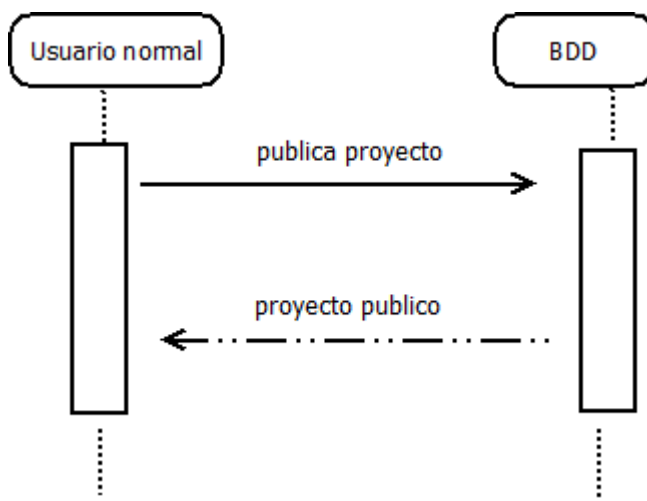 Usuario normal
BDD
publica proyecto
proyecto publico